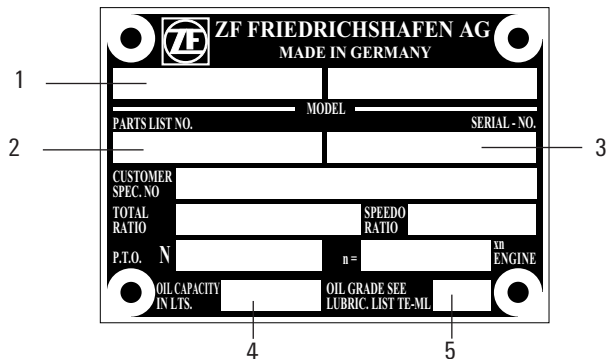 ZF
ZF FRIEDRICHSHAFEN AG
MADE IN GERMANY
1
MODEL
PARTS LIST NO.
SERIAL - NO.
2
3
CUSTOMER
SPEC. NO
TOTAL
RATIO
SPEEDO
RATIO
P.T.O. N
n =
xn
ENGINE
OIL CAPACITY
IN LTS.
OIL GRADE SEE
LUBRIC. LIST TE-ML
4
5